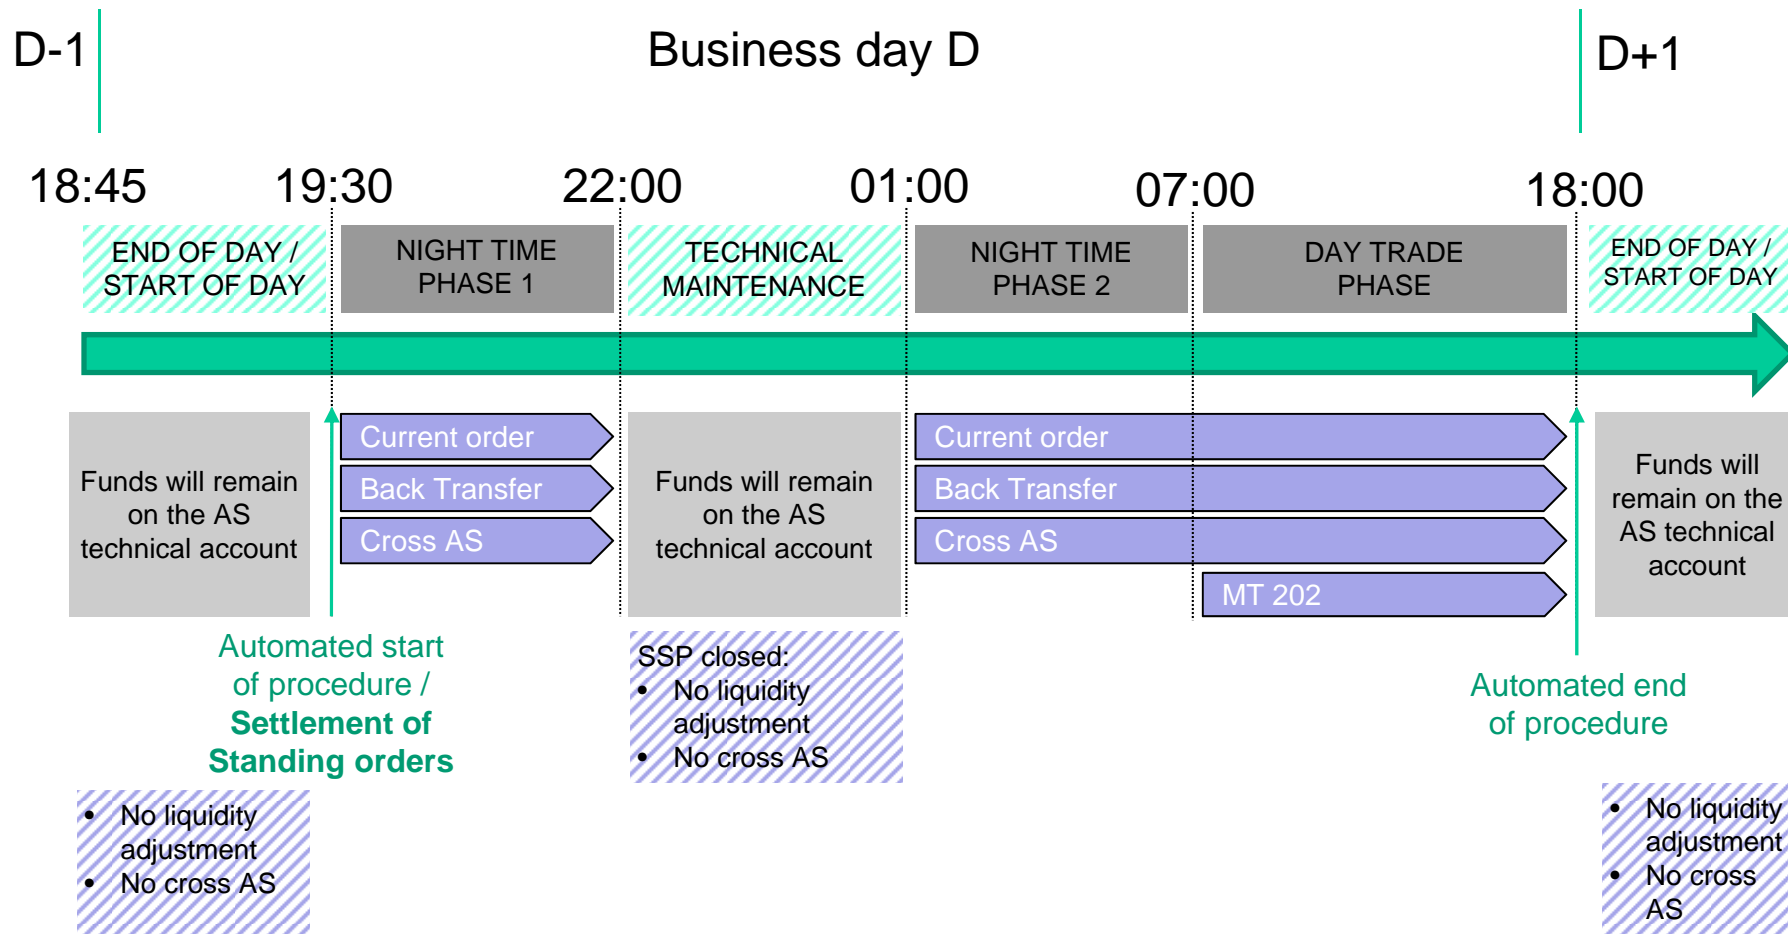 D-1
Business day D
D+1
18:45
19:30
22:00
01:00
07:00
18:00
END OF DAY /
START OF DAY
NIGHT TIME
PHASE 1
TECHNICAL
MAINTENANCE
NIGHT TIME
PHASE 2
DAY TRADE
PHASE
END OF DAY /
START OF DAY
Funds will remain
on the AS
technical account
Current order
Back Transfer
Cross AS
Funds will remain
on the AS
technical account
Current order
Back Transfer
Cross AS
MT 202
Funds will
remain on the
AS technical
account
Automated start
of procedure /
Settlement of
Standing orders
SSP closed:
• No liquidity
adjustment
• No cross AS
Automated end
of procedure
• No liquidity
adjustment
• No cross AS
• No liquidity
adjustment
• No cross
AS